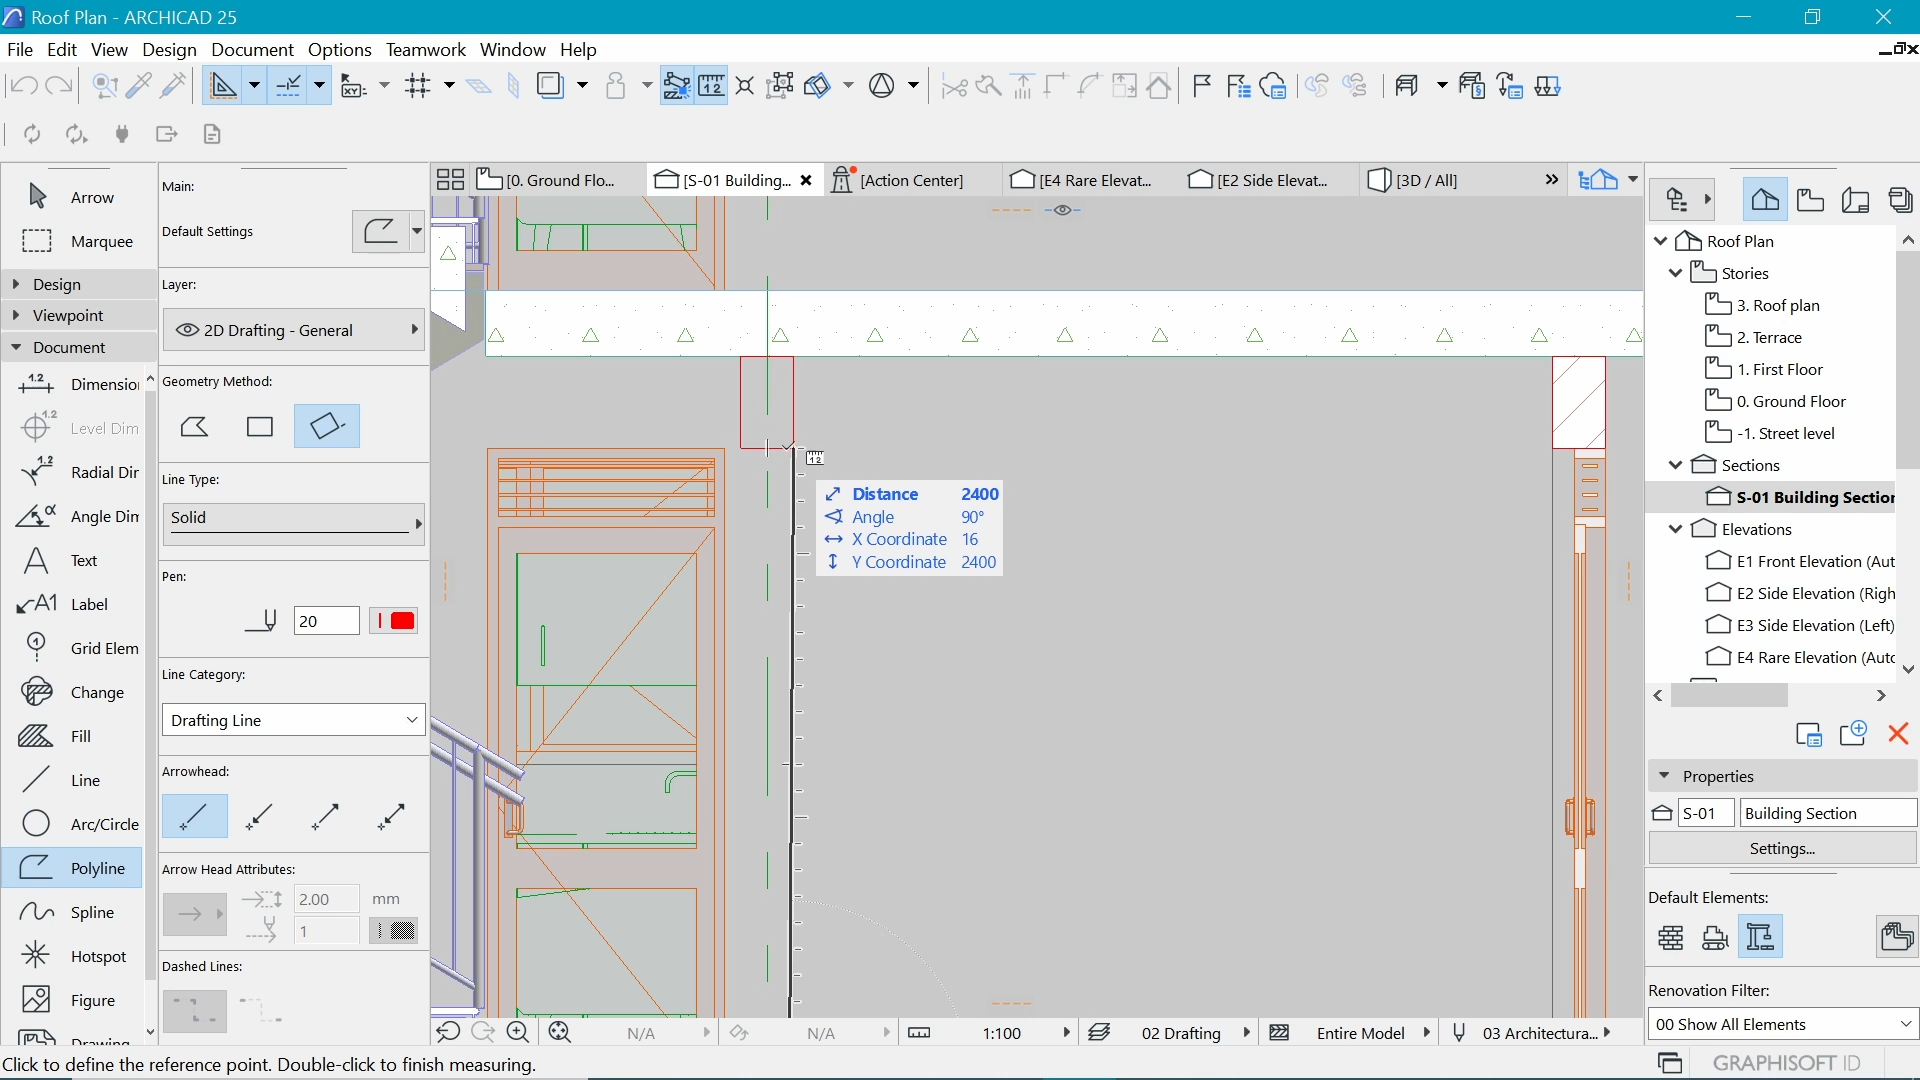 Roof Plan - ARCHICAD 25
File Edit View Design Document Options Teamwork Window Help
Arrow
Marquee
Design
Viewpoint
Document
Dimension
Level Dim
Radial Dir
Angle Din
Text
Label
Grid Elem
Change
Fill
Line
Arc/Circle
Polyline
Spline
Hotspot
Figure
Main:
Default Settings
Layer:
2D Drafting - General
Geometry Method:
Line Type:
Solid
Pen:
20
Line Category:
Drafting Line
Arrowhead:
Arrow Head Attributes:
2.00 mm
1
Dashed Lines:
[0. Ground Flo...
[S-01 Building...
[Action Center]
[E4 Rare Elevat...
[E2 Side Elevat...
[3D / All]
Distance 2400
Angle 90°
X Coordinate 16
Y Coordinate 2400
N/A
N/A
1:100
02 Drafting
Entire Model
03 Architectura...
Roof Plan
Stories
3. Roof plan
2. Terrace
1. First Floor
0. Ground Floor
-1. Street level
Sections
S-01 Building Section
Elevations
E1 Front Elevation (Aut
E2 Side Elevation (Righ
E3 Side Elevation (Left)
E4 Rare Elevation (Auto
Properties
S-01 Building Section
Settings...
Default Elements:
Renovation Filter:
00 Show All Elements
Click to define the reference point. Double-click to finish measuring.
GRAPHISOFT ID